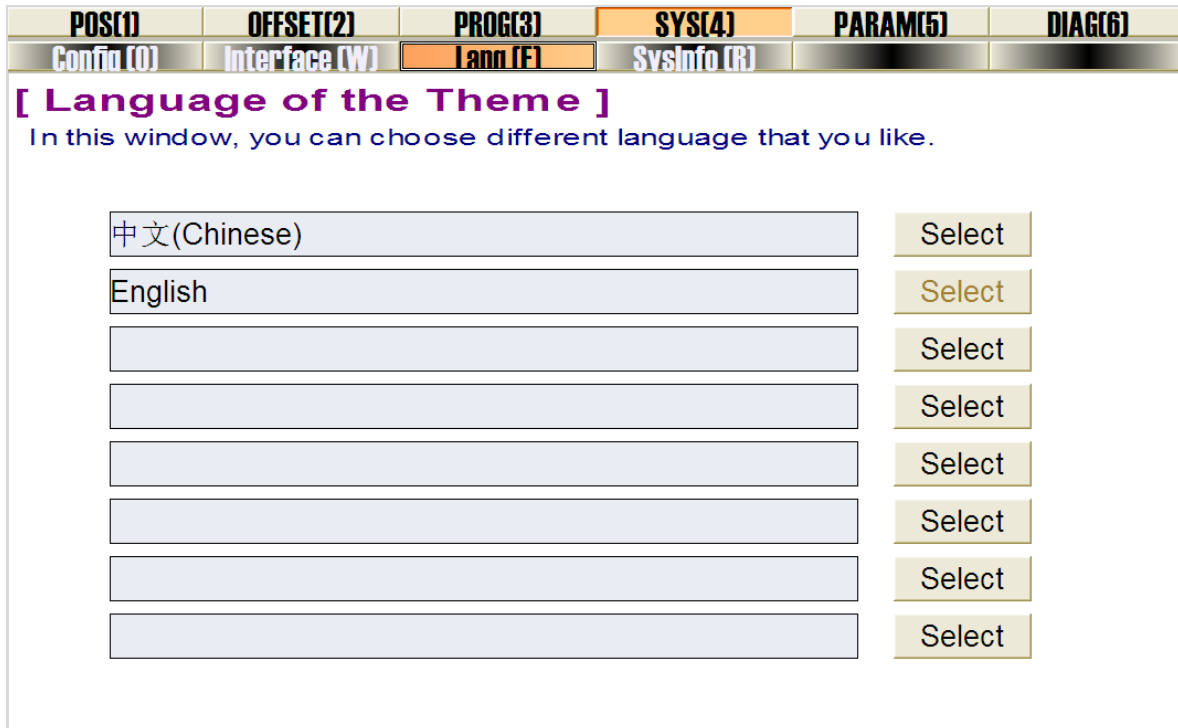 POS(1) OFFSET(2) PROG(3) SYS(4) PARAM(5) DIAG(6)
Config (O) Interface (W) Lang (E) SysInfo (R)
[ Language of the Theme ]
In this window, you can choose different language that you like.
中文(Chinese) Select
English Select
Select
Select
Select
Select
Select
Select